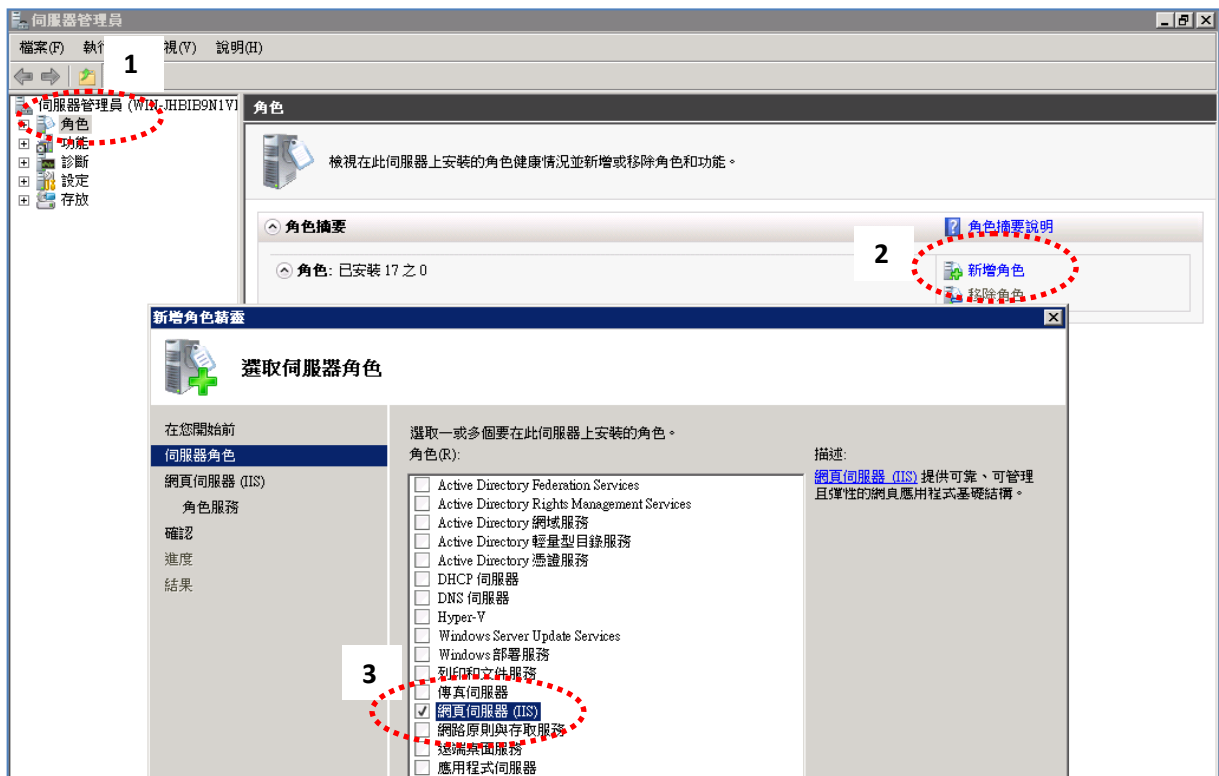 伺服器管理員
檔案(F) 執行 視(V) 說明(H)
1
伺服器管理員 (WIN-JHBIB9N1VI
角色
功能
診斷
設定
存放
角色
檢視在此伺服器上安裝的角色健康情況並新增或移除角色和功能。
角色摘要
角色摘要說明
2
角色: 已安裝 17 之 0
新增角色
移除角色
新增角色精靈
選取伺服器角色
在您開始前
伺服器角色
網頁伺服器 (IIS)
角色服務
確認
進度
結果
選取一或多個要在此伺服器上安裝的角色。
角色(R):
Active Directory Federation Services
Active Directory Rights Management Services
Active Directory 網域服務
Active Directory 輕量型目錄服務
Active Directory 憑證服務
DHCP 伺服器
DNS 伺服器
Hyper-V
Windows Server Update Services
Windows 部署服務
列印和文件服務
3
傳真伺服器
網頁伺服器 (IIS)
網路原則與存取服務
遠端桌面服務
應用程式伺服器
描述:
網頁伺服器 (IIS) 提供可靠、可管理
且彈性的網頁應用程式基礎結構。